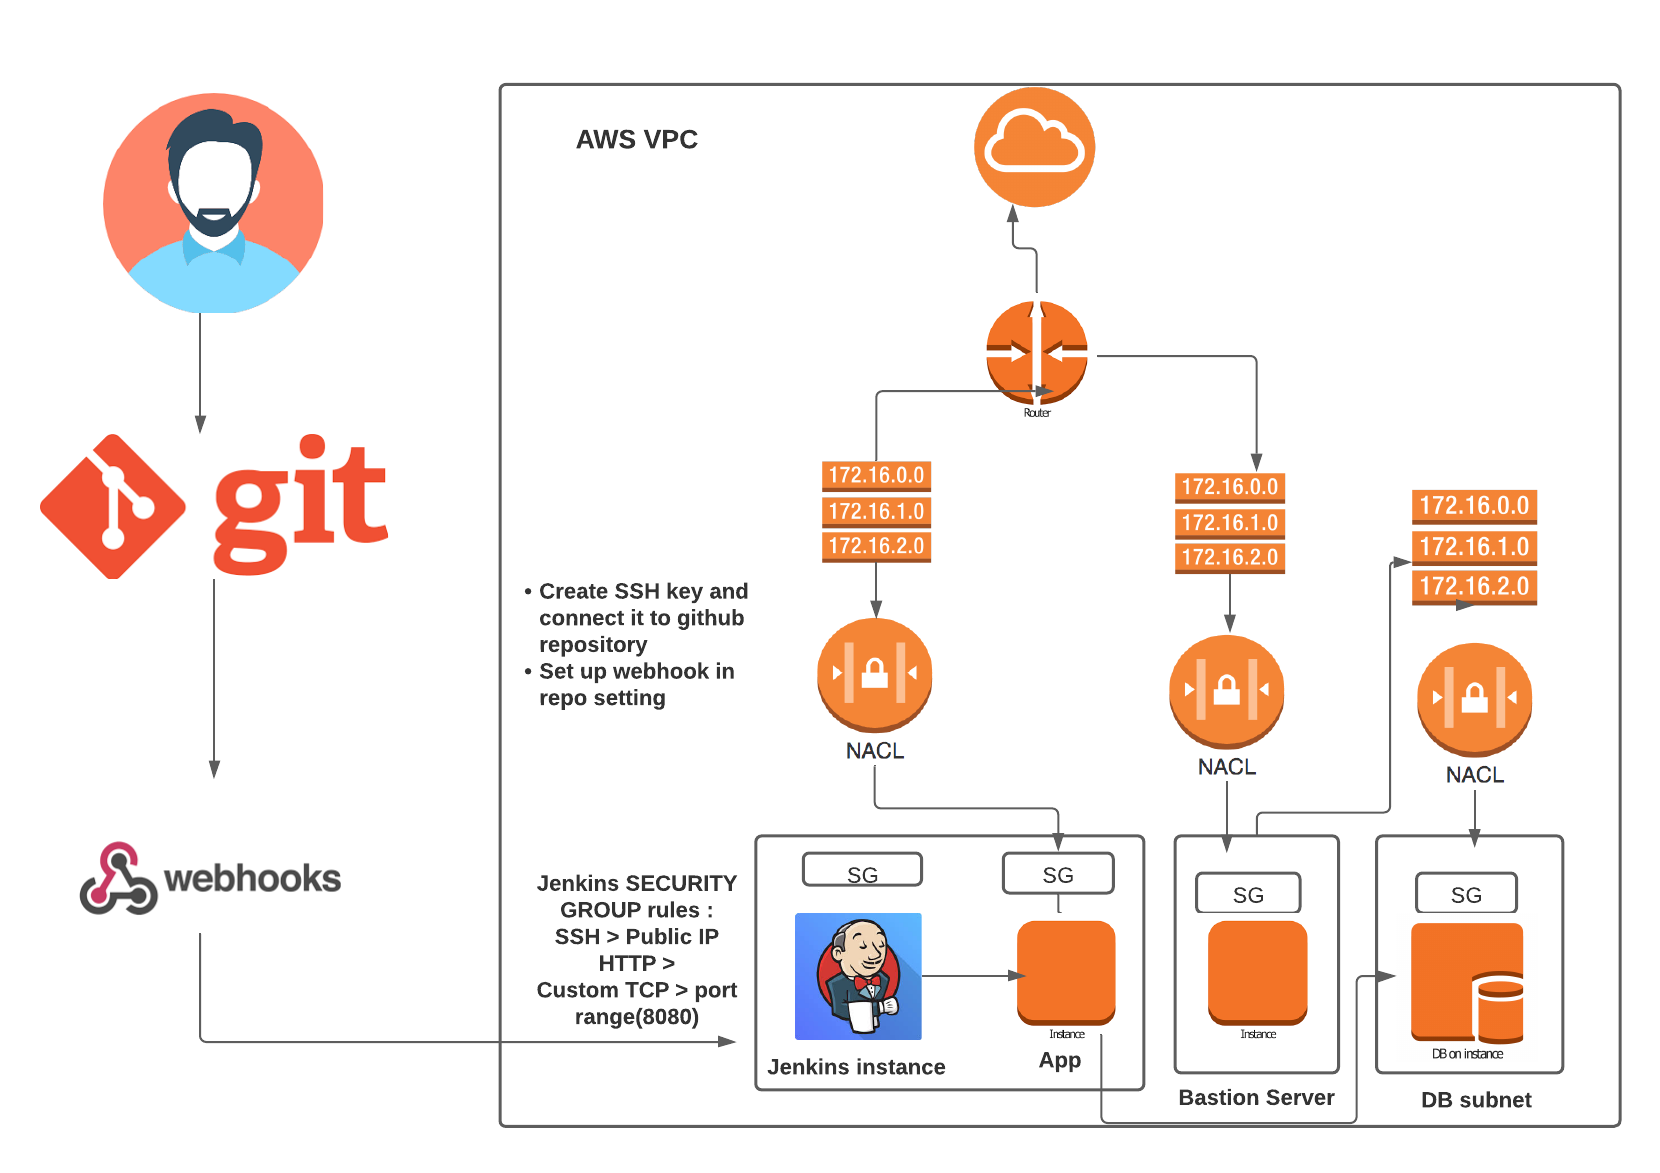 AWS VPC
Router
git
172.16.0.0
172.16.1.0
172.16.2.0
172.16.0.0
172.16.1.0
172.16.2.0
172.16.0.0
172.16.1.0
172.16.2.0
• Create SSH key and
connect it to github
repository
• Set up webhook in
repo setting
NACL
NACL
NACL
webhooks
Jenkins SECURITY
GROUP rules :
SSH > Public IP
HTTP >
Custom TCP > port
range(8080)
SG
SG
SG
SG
Instance
Instance
DB on instance
Jenkins instance
App
Bastion Server
DB subnet